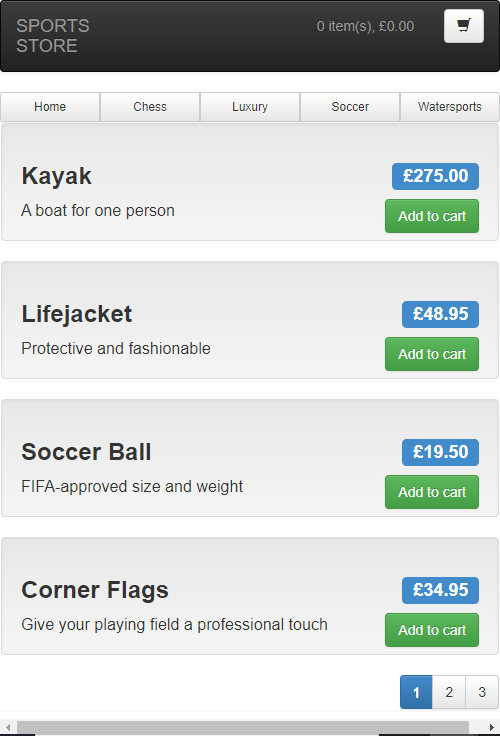 SPORTS
STORE
0 item(s), £0.00
Home Chess Luxury Soccer Watersports
Kayak £275.00
A boat for one person Add to cart
Lifejacket £48.95
Protective and fashionable Add to cart
Soccer Ball £19.50
FIFA-approved size and weight Add to cart
Corner Flags £34.95
Give your playing field a professional touch Add to cart
1 2 3